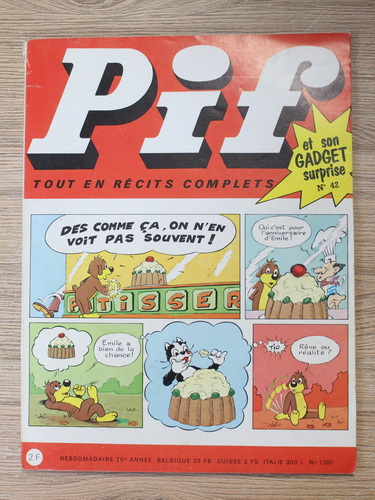 Pif
et son
GADGET
surprise
N° 42
TOUT EN RÉCITS COMPLETS
DES COMME ÇA, ON N'EN
VOIT PAS SOUVENT!
PATISSER
Oui c'est pour
l'anniversaire
d'Emile!
Emile a
bien de la
chance!
TIC
Rêve ou
réalité?
2F
HEBDOMADAIRE 25e ANNÉE BELGIQUE 20 FB SUISSE 2 FS ITALIE 300 L N° 1280